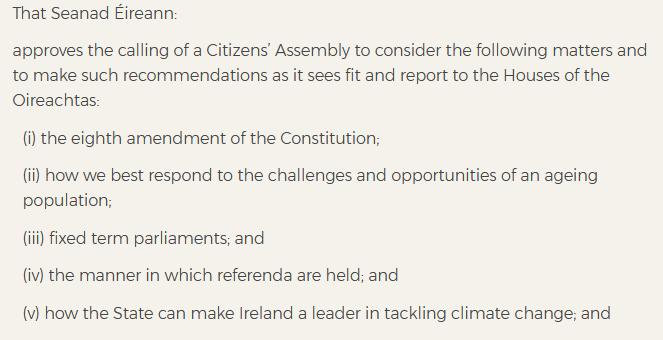 That Seanad Éireann:
approves the calling of a Citizens’ Assembly to consider the following matters and
to make such recommendations as it sees fit and report to the Houses of the
Oireachtas:
(i) the eighth amendment of the Constitution;
(ii) how we best respond to the challenges and opportunities of an ageing
population;
(iii) fixed term parliaments; and
(iv) the manner in which referenda are held; and
(v) how the State can make Ireland a leader in tackling climate change; and